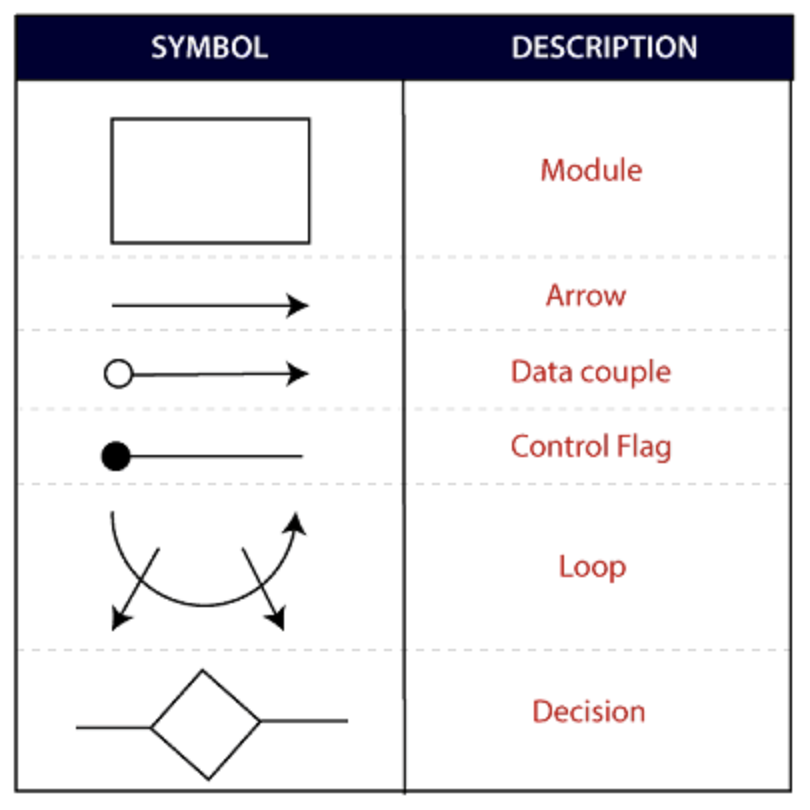 SYMBOL DESCRIPTION
Module
Arrow
Data couple
Control Flag
Loop
Decision